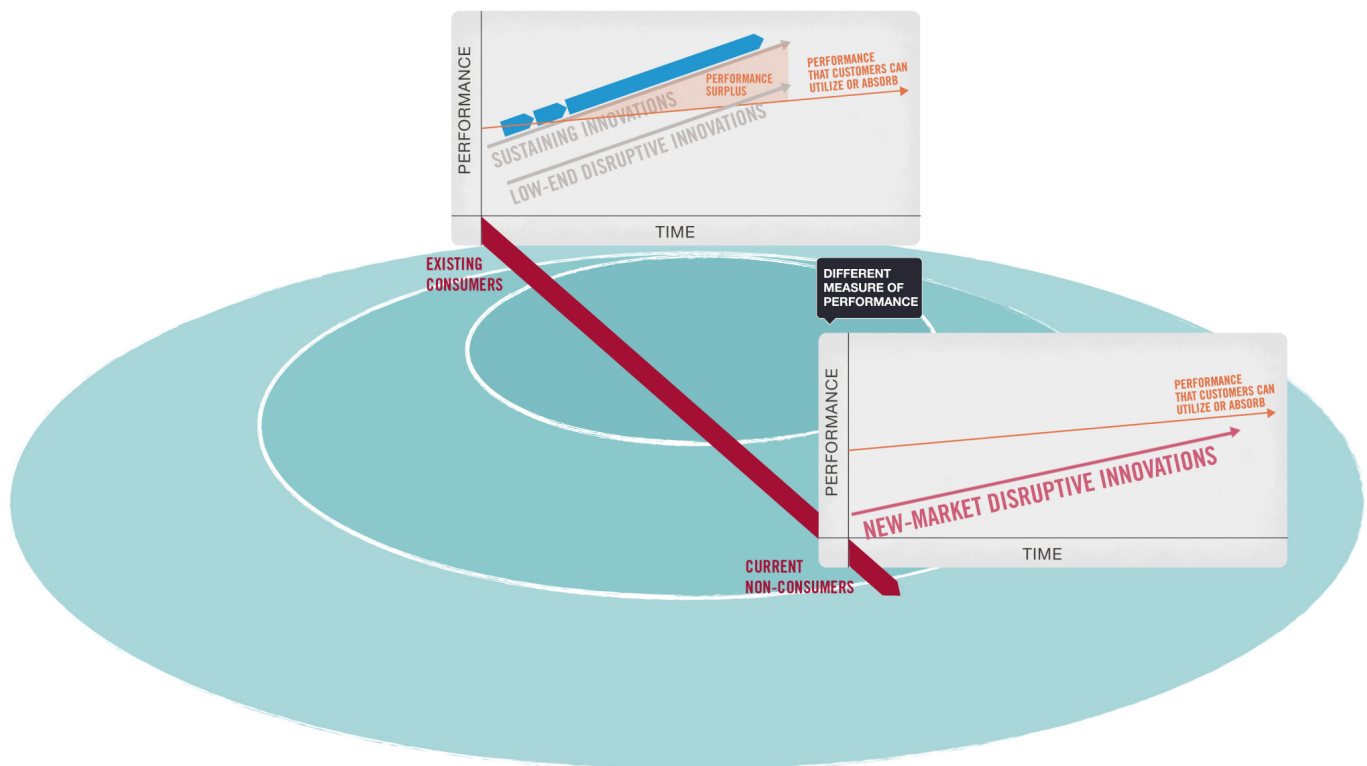 PERFORMANCE
PERFORMANCE
THAT CUSTOMERS CAN
UTILIZE OR ABSORB
PERFORMANCE
SURPLUS
SUSTAINING INNOVATIONS
LOW-END DISRUPTIVE INNOVATIONS
TIME
EXISTING
CONSUMERS
DIFFERENT
MEASURE OF
PERFORMANCE
PERFORMANCE
PERFORMANCE
THAT CUSTOMERS CAN
UTILIZE OR ABSORB
NEW-MARKET DISRUPTIVE INNOVATIONS
TIME
CURRENT
NON-CONSUMERS